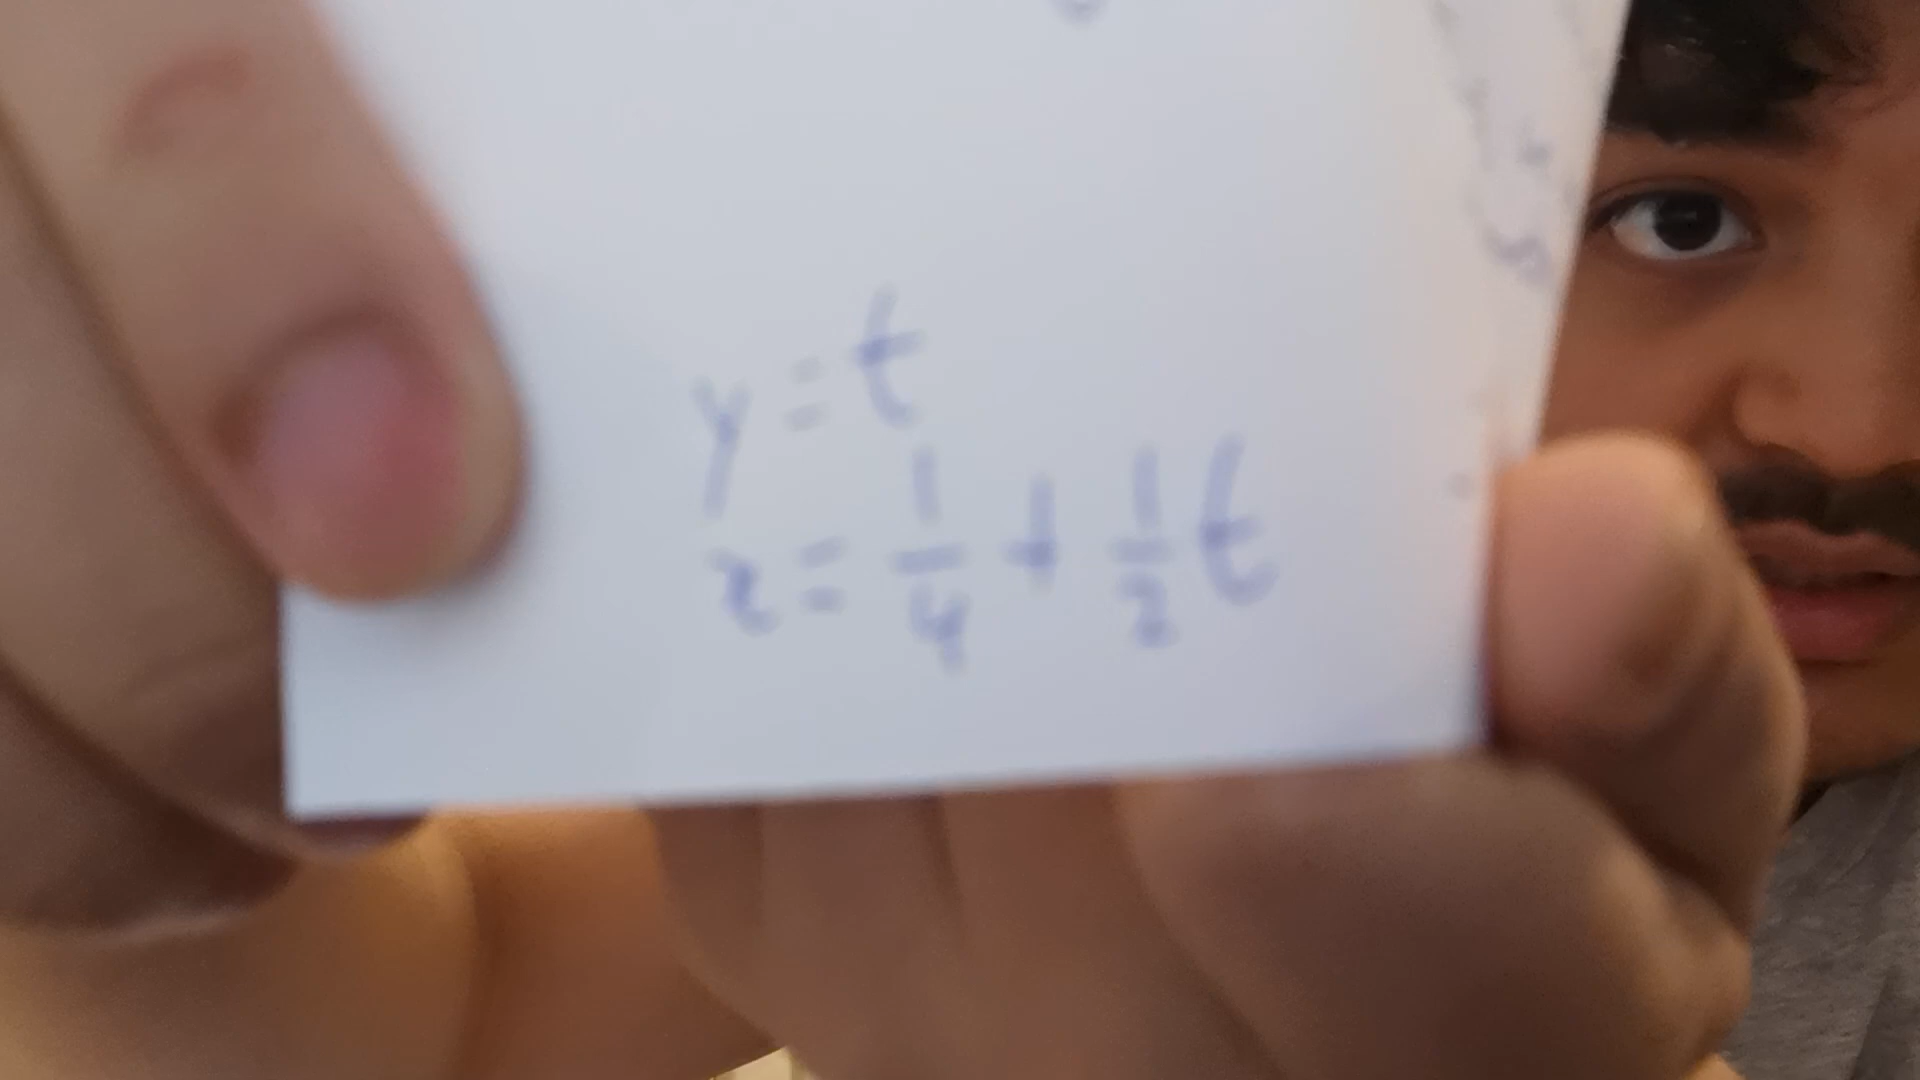 y = t
z = 1/4 + 1/2 t